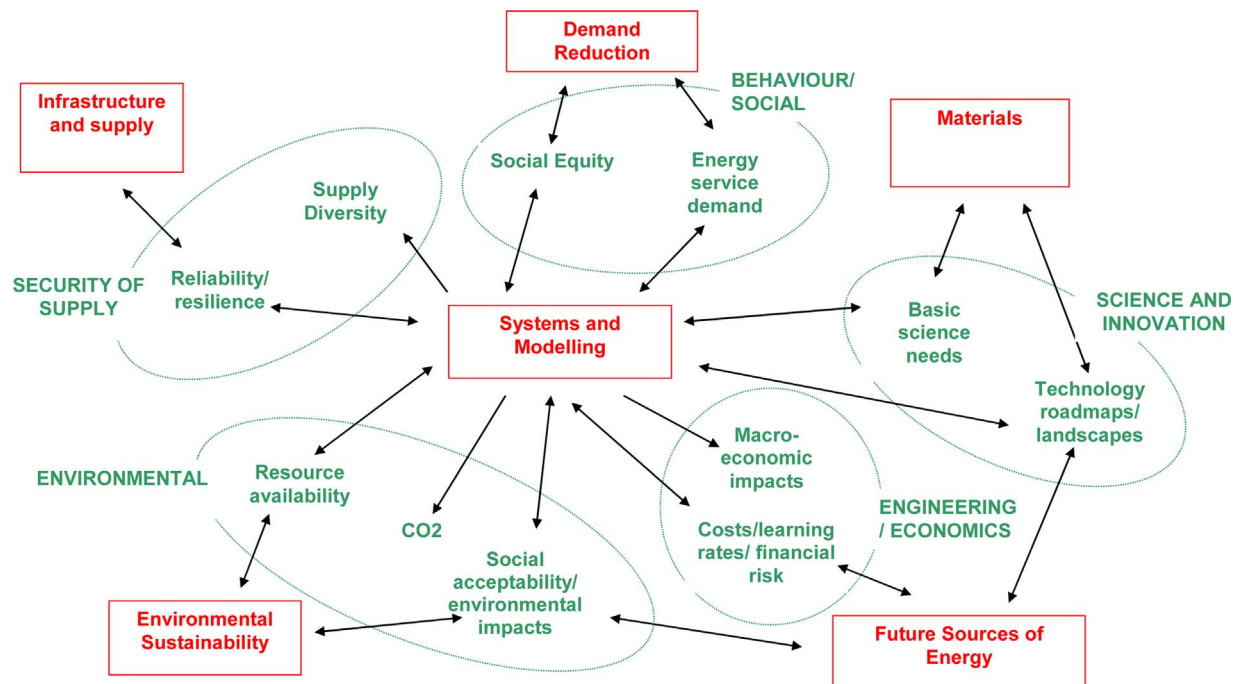 Demand
Reduction
BEHAVIOUR/
SOCIAL
Infrastructure
and supply
Materials
Social Equity
Energy
service
demand
Supply
Diversity
SECURITY OF
SUPPLY
Reliability/
resilience
Systems and
Modelling
Basic
science
needs
SCIENCE AND
INNOVATION
Technology
roadmaps/
landscapes
ENVIRONMENTAL
Resource
availability
CO2
Social
acceptability/
environmental
impacts
Macro-
economic
impacts
Costs/learning
rates/ financial
risk
ENGINEERING
/ ECONOMICS
Environmental
Sustainability
Future Sources of
Energy